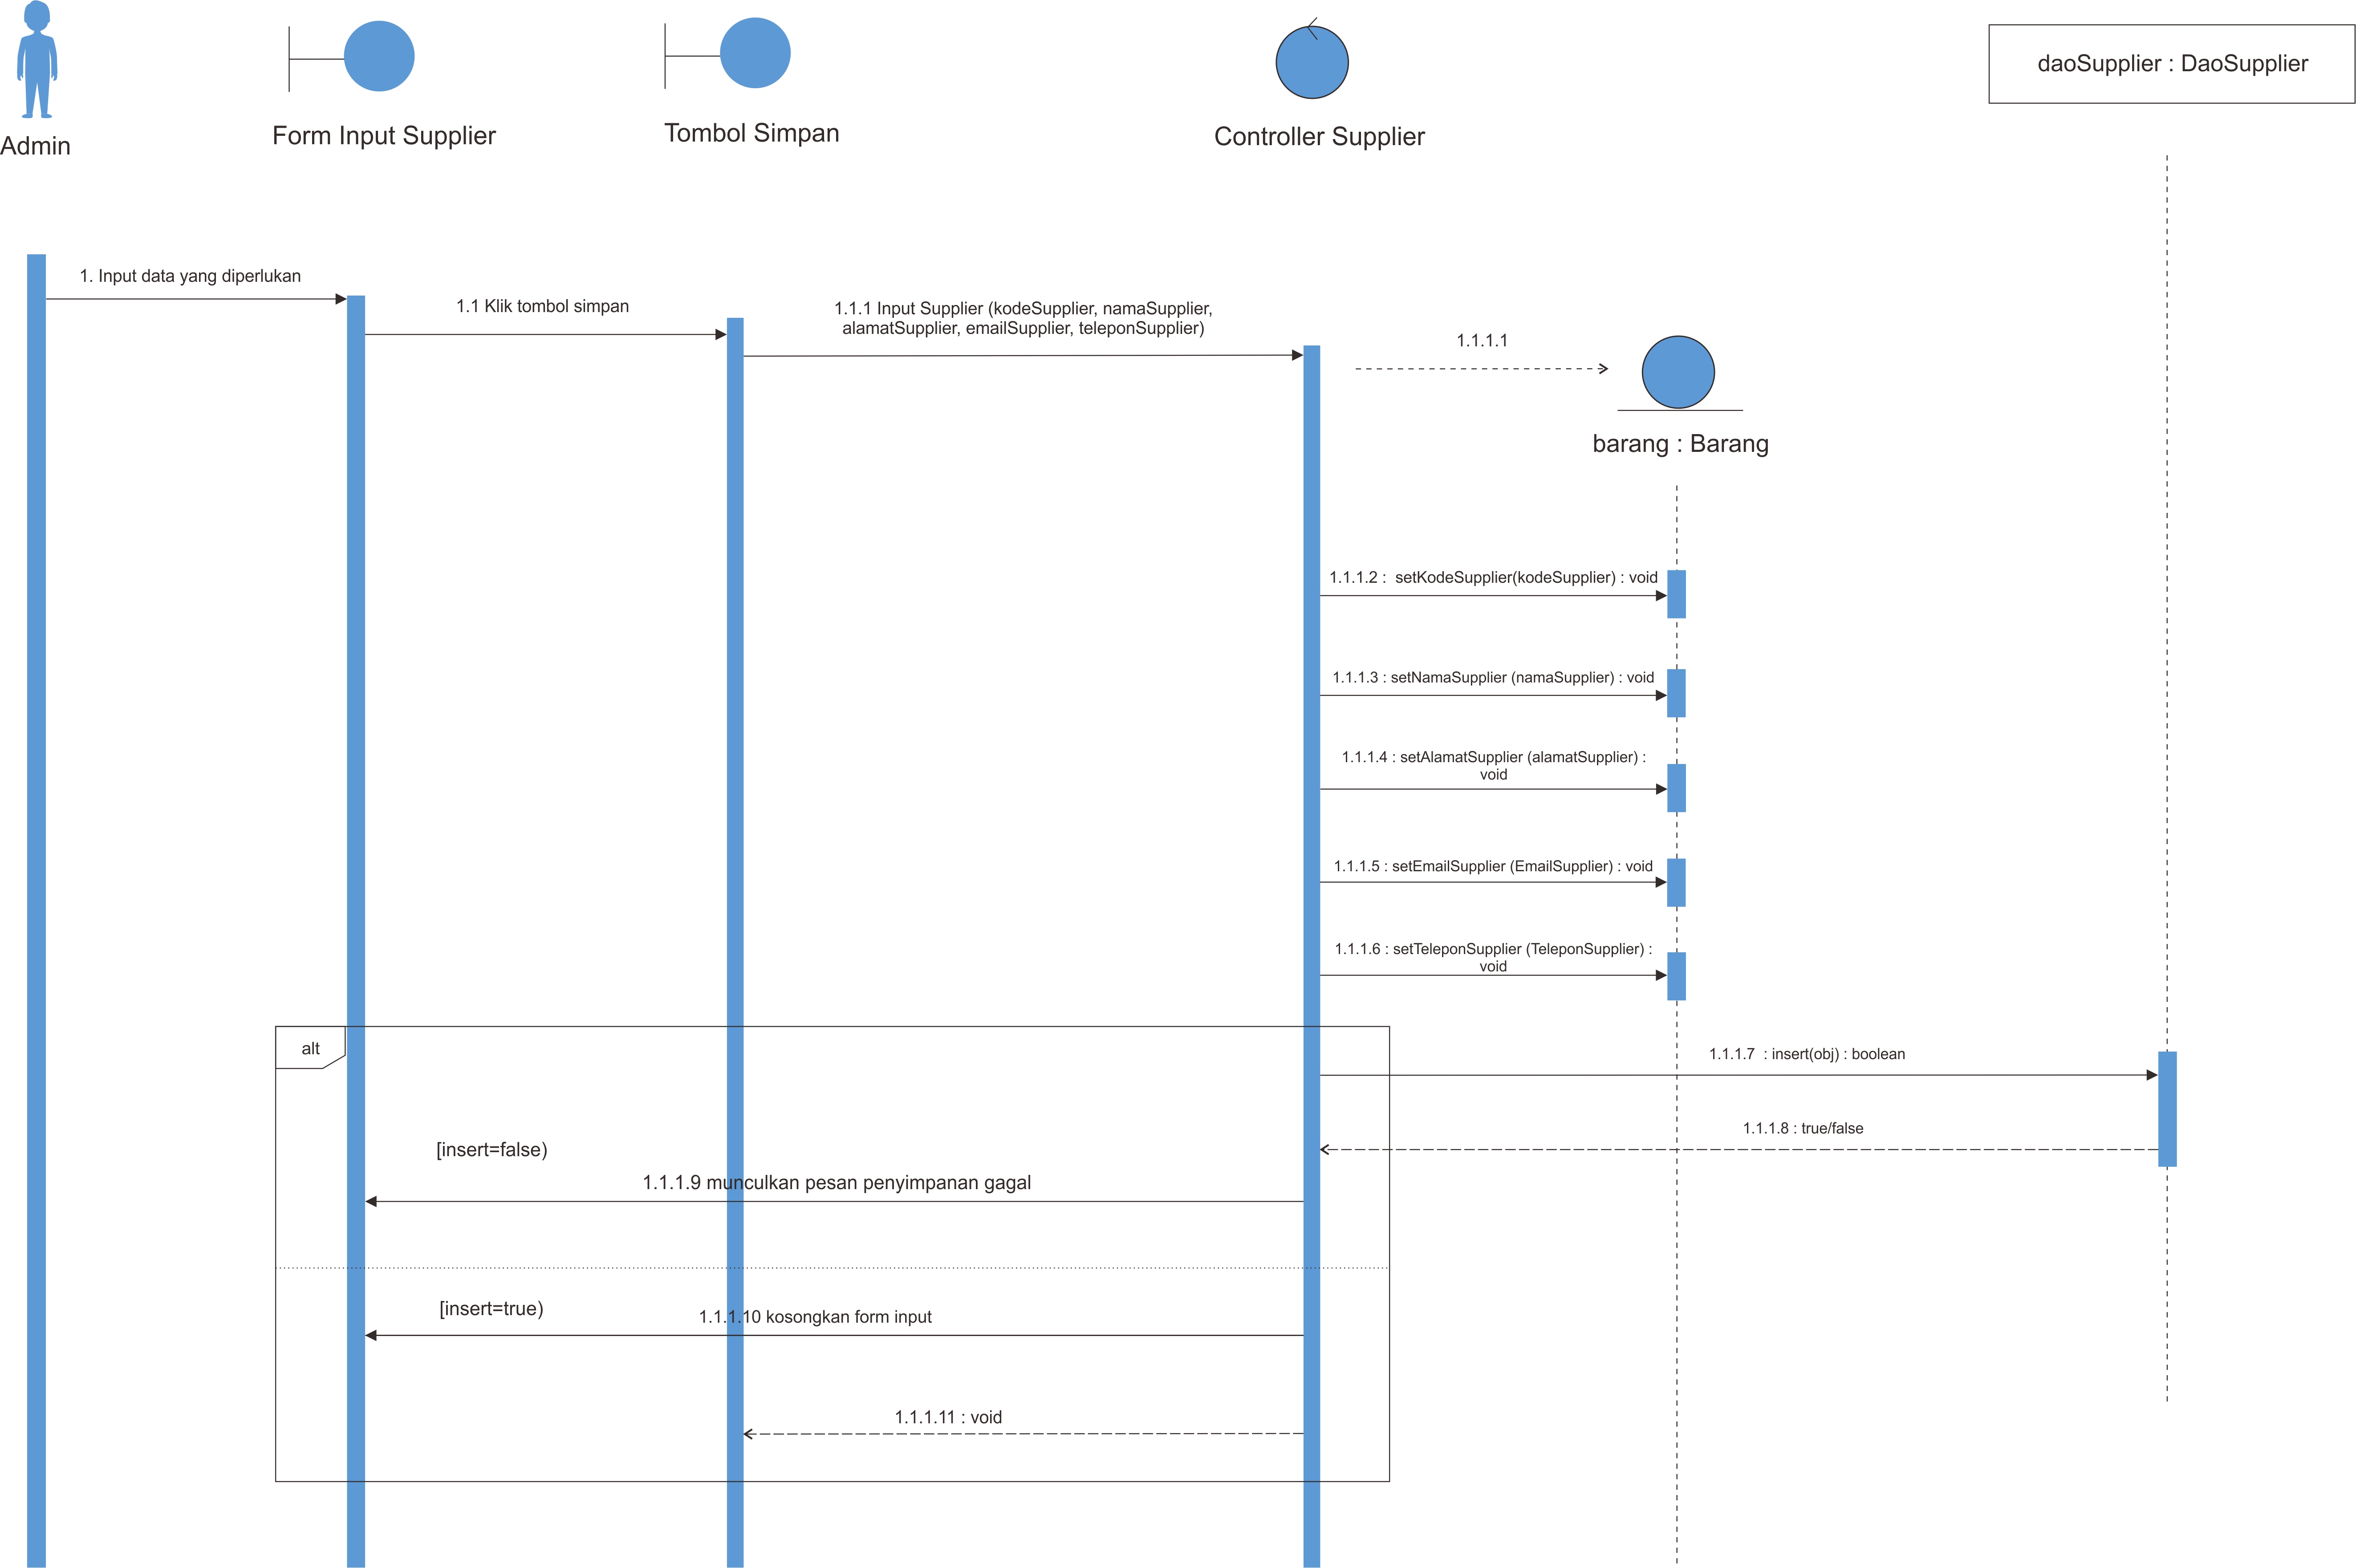 Admin
Form Input Supplier
Tombol Simpan
Controller Supplier
daoSupplier : DaoSupplier
1. Input data yang diperlukan
1.1 Klik tombol simpan
1.1.1 Input Supplier (kodeSupplier, namaSupplier,
alamatSupplier, emailSupplier, teleponSupplier)
1.1.1.1
barang : Barang
1.1.1.2 :  setKodeSupplier(kodeSupplier) : void
1.1.1.3 : setNamaSupplier (namaSupplier) : void
1.1.1.4 : setAlamatSupplier (alamatSupplier) :
void
1.1.1.5 : setEmailSupplier (EmailSupplier) : void
1.1.1.6 : setTeleponSupplier (TeleponSupplier) :
void
alt
1.1.1.7  : insert(obj) : boolean
1.1.1.8 : true/false
[insert=false)
1.1.1.9 munculkan pesan penyimpanan gagal
[insert=true)
1.1.1.10 kosongkan form input
1.1.1.11 : void